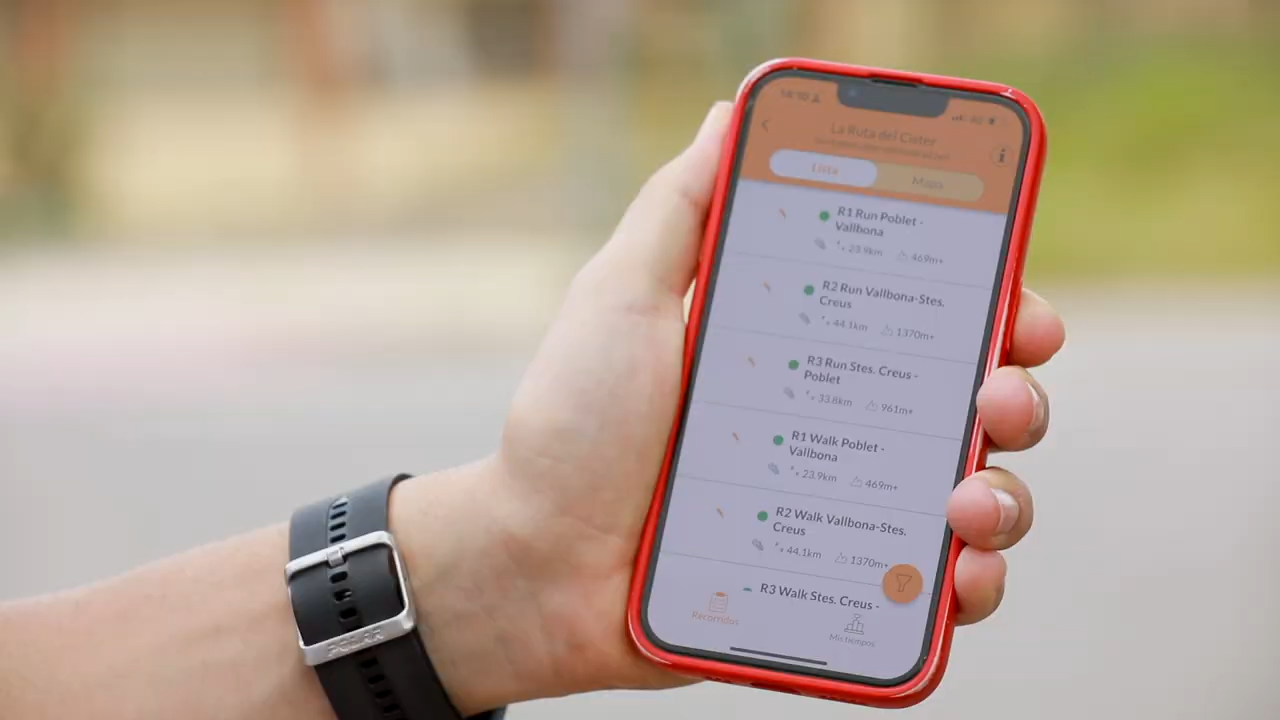 18:10
La Ruta del Cister
Lista
Mapa
R1 Run Poblet -
Vallbona
23.9km 469m+
R2 Run Vallbona-Stes.
Creus
44.1km 1370m+
R3 Run Stes. Creus -
Poblet
33.8km 961m+
R1 Walk Poblet -
Vallbona
23.9km 469m+
R2 Walk Vallbona-Stes.
Creus
44.1km 1370m+
R3 Walk Stes. Creus -
Recorridos
Mis tiempos
POLAR